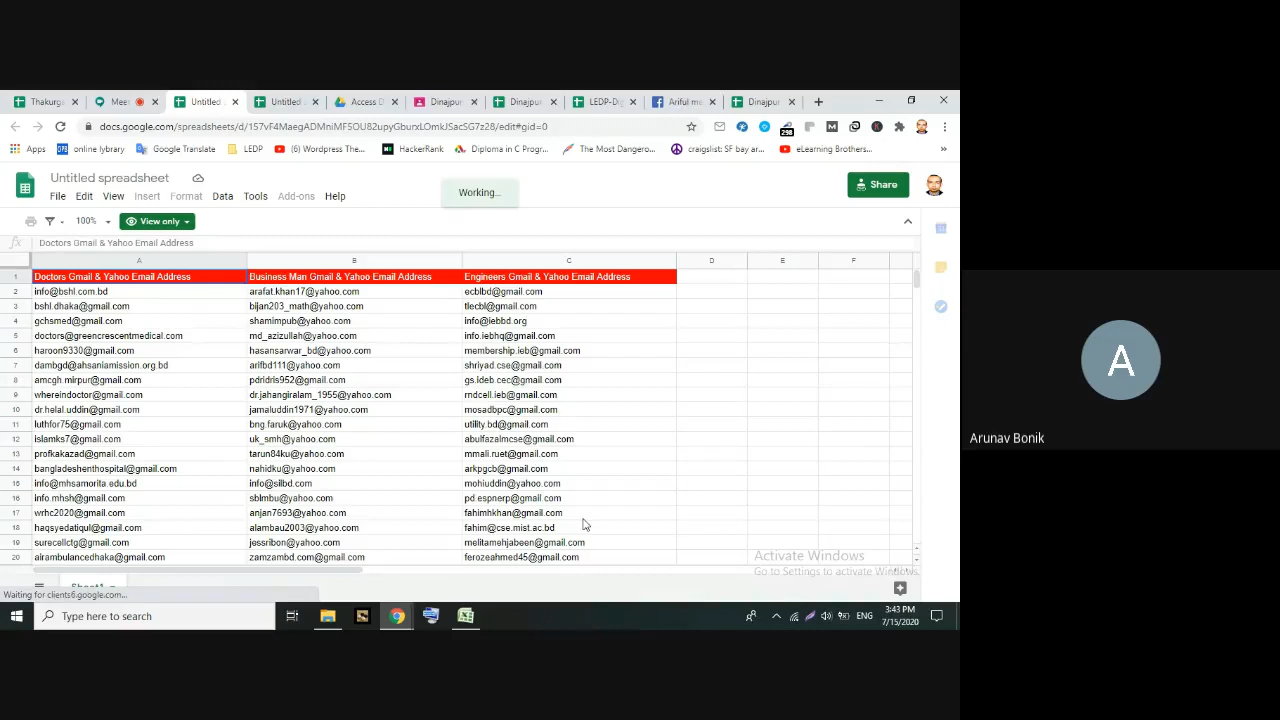 Thakurg
Meet
Untitled
Untitled
Access D
Dinajpur
Dinajpur
LEDP-Dig
Ariful m
Dinajpur
docs.google.com/spreadsheets/d/157vF4MaegADMniMF5OU82upyGburxLOmkJSacSG7z28/edit#gid=0
298
Apps online lybrary Google Translate LEDP (6) Wordpress The... HackerRank Diploma in C Progr... The Most Dangero... craigslist: SF bay ar... eLearning Brothers...
Untitled spreadsheet
Working...
Share
File Edit View Insert Format Data Tools Add-ons Help
100% View only
fx Doctors Gmail & Yahoo Email Address
A B C D E F
1 Doctors Gmail & Yahoo Email Address Business Man Gmail & Yahoo Email Address Engineers Gmail & Yahoo Email Address
2 info@bshl.com.bd arafat.khan17@yahoo.com ecblbd@gmail.com
3 bshl.dhaka@gmail.com bijan203_math@yahoo.com tlecbl@gmail.com
4 gchsmed@gmail.com shamimpub@yahoo.com info@iebbd.org
5 doctors@greencrescentmedical.com md_azizullah@yahoo.com info.iebhq@gmail.com
6 haroon9330@gmail.com hasansarwar_bd@yahoo.com membership.ieb@gmail.com
7 dambgd@ahsaniamission.org.bd arifbd111@yahoo.com shriyad.cse@gmail.com
8 amcgh.mirpur@gmail.com pdridris952@gmail.com gs.ideb.cec@gmail.com
9 whereindoctor@gmail.com dr.jahangiralam_1955@yahoo.com rndcell.ieb@gmail.com
10 dr.helal.uddin@gmail.com jamaluddin1971@yahoo.com mosadbpc@gmail.com
11 luthfor75@gmail.com bng.faruk@yahoo.com utility.bd@gmail.com
12 islamks7@gmail.com uk_smh@yahoo.com abulfazalmcse@gmail.com
13 profkakazad@gmail.com tarun84ku@yahoo.com mmali.ruet@gmail.com
14 bangladeshenthospital@gmail.com nahidku@yahoo.com arkpgcb@gmail.com
15 info@mhsamorita.edu.bd info@silbd.com mohiuddin@yahoo.com
16 info.mhsh@gmail.com sblmbu@yahoo.com pd.espnerp@gmail.com
17 wrhc2020@gmail.com anjan7693@yahoo.com fahimhkhan@gmail.com
18 haqsyedatiqul@gmail.com alambau2003@yahoo.com fahim@cse.mist.ac.bd
19 surecellctg@gmail.com jessribon@yahoo.com melitamehjabeen@gmail.com
20 airambulancedhaka@gmail.com zamzambd.com@gmail.com ferozeahmed45@gmail.com
Activate Windows
Go to Settings to activate Windows.
Sheet1
Waiting for clients6.google.com...
Type here to search
ENG
3:43 PM
7/15/2020
A
Arunav Bonik